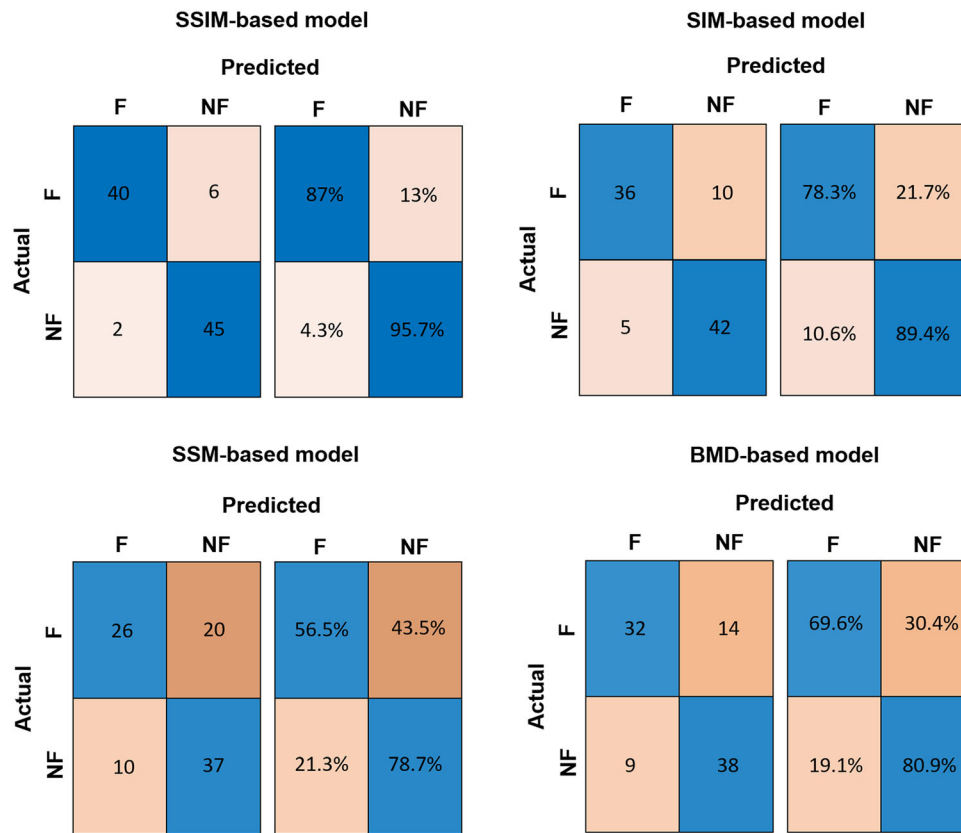 SSIM-based model
Predicted
F NF F NF
Actual
F 40 6 87% 13%
NF 2 45 4.3% 95.7%
SIM-based model
Predicted
F NF F NF
Actual
F 36 10 78.3% 21.7%
NF 5 42 10.6% 89.4%
SSM-based model
Predicted
F NF F NF
Actual
F 26 20 56.5% 43.5%
NF 10 37 21.3% 78.7%
BMD-based model
Predicted
F NF F NF
Actual
F 32 14 69.6% 30.4%
NF 9 38 19.1% 80.9%